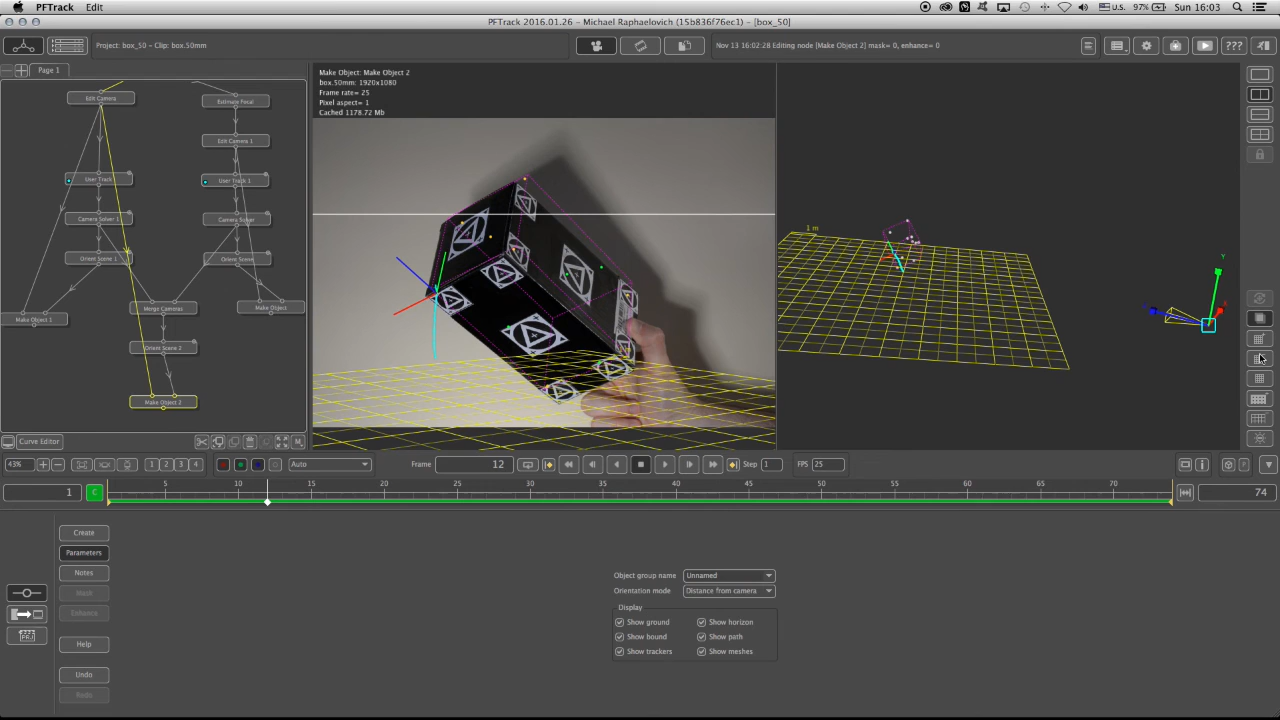 PFTrack Edit U.S. 97% Sun 16:03
PFTrack 2016.01.26 - Michael Raphaelovich (15b836f76ec1) - [box_50]
Project: box_50 - Clip: box.50mm
Nov 13 16:02:28 Editing node [Make Object 2] mask= 0, enhance= 0
???
Page 1
Edit Camera
Estimate Focal
Edit Camera 1
User Track
User Track 1
Camera Solver 1
Camera Solver
Orient Scene 1
Orient Scene
Merge Cameras
Make Object
Make Object 1
Orient Scene 2
Make Object 2
Make Object: Make Object 2
box.50mm: 1920x1080
Frame rate= 25
Pixel aspect= 1
Cached 1178.72 Mb
1 m
Y
Curve Editor
43%
1 2 3 4
Auto
Frame 12
Step 1
FPS 25
1 C 5 10 15 20 25 30 35 40 45 50 55 60 65 70 74
Create
Parameters
Notes
Mask
Enhance
Help
Undo
Redo
PRJ
Object group name Unnamed
Orientation mode Distance from camera
Display
Show ground Show horizon
Show bound Show path
Show trackers Show meshes